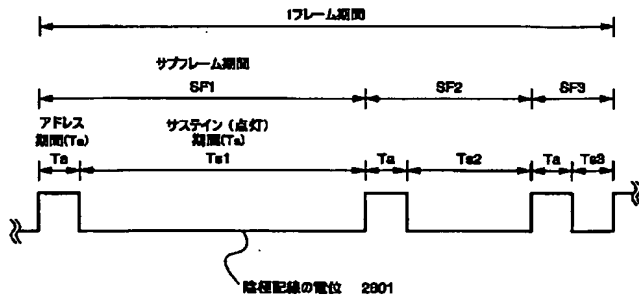 1フレーム期間
サブフレーム期間
SF1 SF2 SF3
アドレス 期間(Ta)
サステイン（点灯） 期間(Ts)
Ta Ts1 Ta Ts2 Ta Ts3
陰極配線の電位 2801